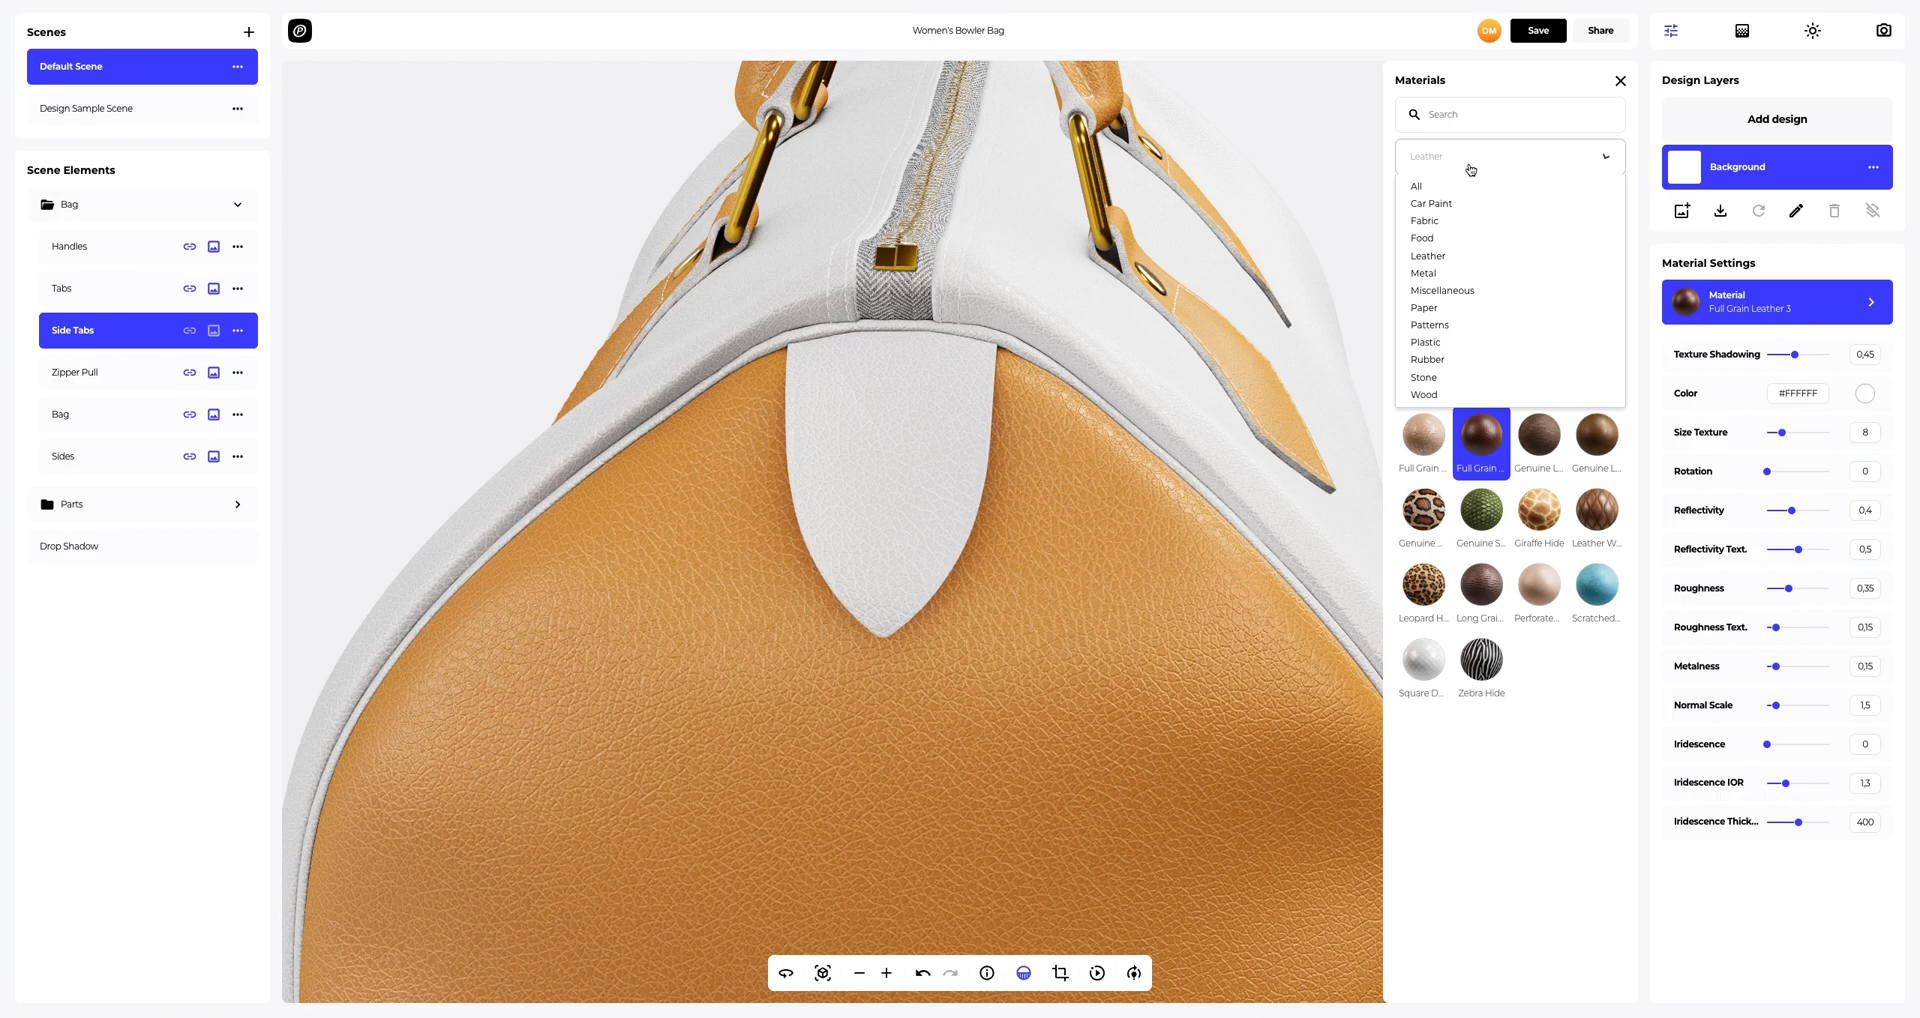 Scenes
Default Scene
Design Sample Scene
Scene Elements
Bag
Handles
Tabs
Side Tabs
Zipper Pull
Bag
Sides
Parts
Drop Shadow
Women's Bowler Bag
DM
Save
Share
Materials
Search
Leather
All
Car Paint
Fabric
Food
Leather
Metal
Miscellaneous
Paper
Patterns
Plastic
Rubber
Stone
Wood
Full Grain ... Full Grain ... Genuine L... Genuine L...
Genuine ... Genuine S... Giraffe Hide Leather W...
Leopard H... Long Grai... Perforate... Scratched...
Square D... Zebra Hide
Design Layers
Add design
Background
Material Settings
Material
Full Grain Leather 3
Texture Shadowing 0,45
Color #FFFFFF
Size Texture 8
Rotation 0
Reflectivity 0,4
Reflectivity Text. 0,5
Roughness 0,35
Roughness Text. 0,15
Metalness 0,15
Normal Scale 1,5
Iridescence 0
Iridescence IOR 1,3
Iridescence Thick... 400